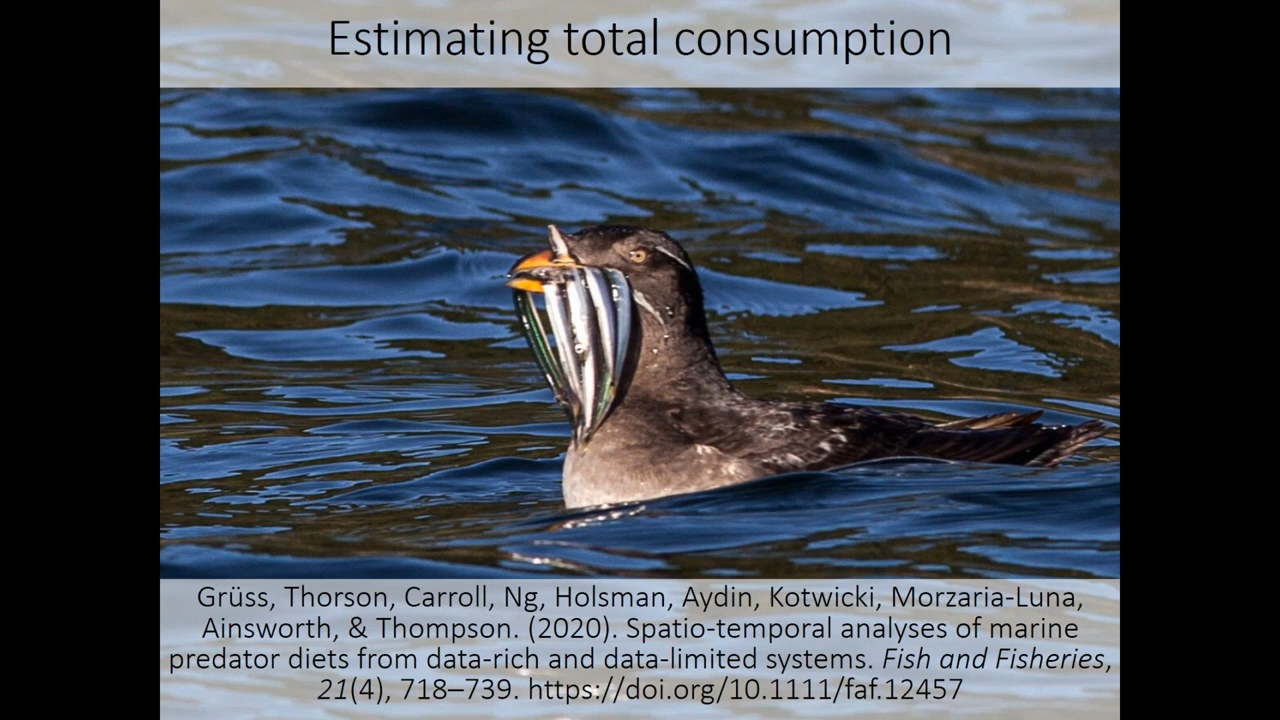 Estimating total consumption
Grüss, Thorson, Carroll, Ng, Holsman, Aydin, Kotwicki, Morzaria-Luna,
Ainsworth, & Thompson. (2020). Spatio-temporal analyses of marine
predator diets from data-rich and data-limited systems. Fish and Fisheries,
21(4), 718–739. https://doi.org/10.1111/faf.12457